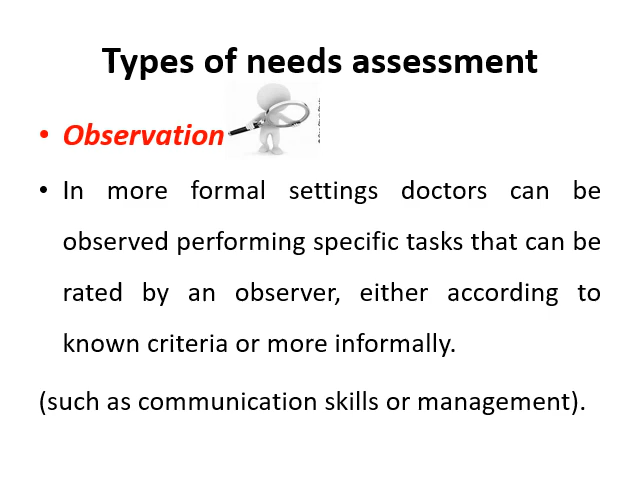 Types of needs assessment
• Observation
• In more formal settings doctors can be
observed performing specific tasks that can be
rated by an observer, either according to
known criteria or more informally.
(such as communication skills or management).